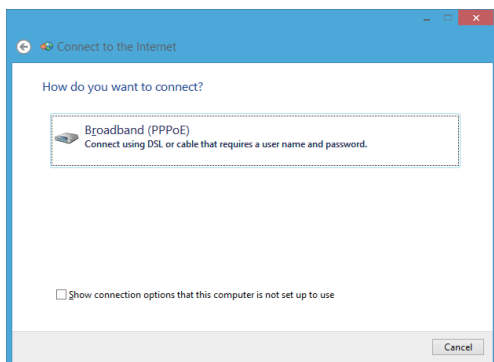 Connect to the Internet
How do you want to connect?
Broadband (PPPoE)
Connect using DSL or cable that requires a user name and password.
Show connection options that this computer is not set up to use
Cancel